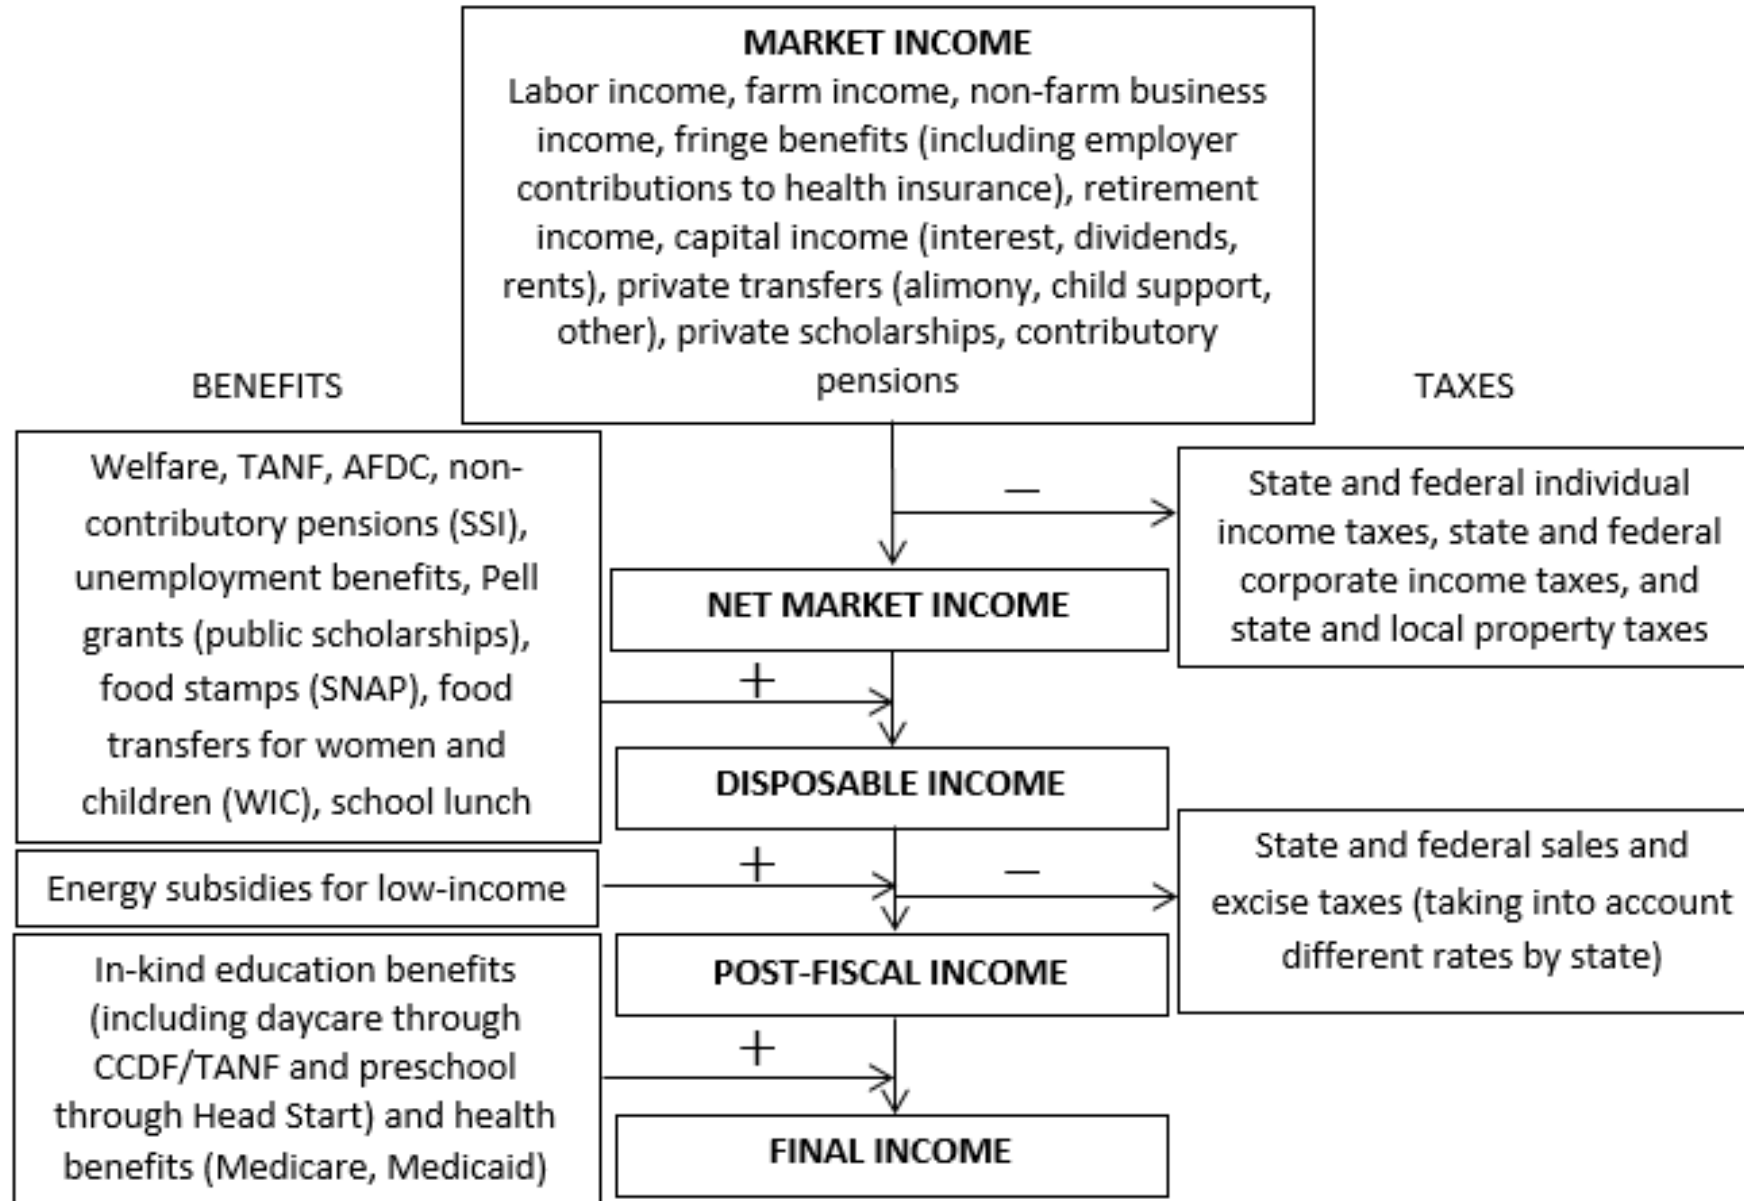 MARKET INCOME
Labor income, farm income, non-farm business
income, fringe benefits (including employer
contributions to health insurance), retirement
income, capital income (interest, dividends,
rents), private transfers (alimony, child support,
other), private scholarships, contributory
pensions
BENEFITS
TAXES
Welfare, TANF, AFDC, non-
contributory pensions (SSI),
unemployment benefits, Pell
grants (public scholarships),
food stamps (SNAP), food
transfers for women and
children (WIC), school lunch
—
State and federal individual
income taxes, state and federal
corporate income taxes, and
state and local property taxes
NET MARKET INCOME
+
DISPOSABLE INCOME
Energy subsidies for low-income
+
—
State and federal sales and
excise taxes (taking into account
different rates by state)
POST-FISCAL INCOME
In-kind education benefits
(including daycare through
CCDF/TANF and preschool
through Head Start) and health
benefits (Medicare, Medicaid)
+
FINAL INCOME